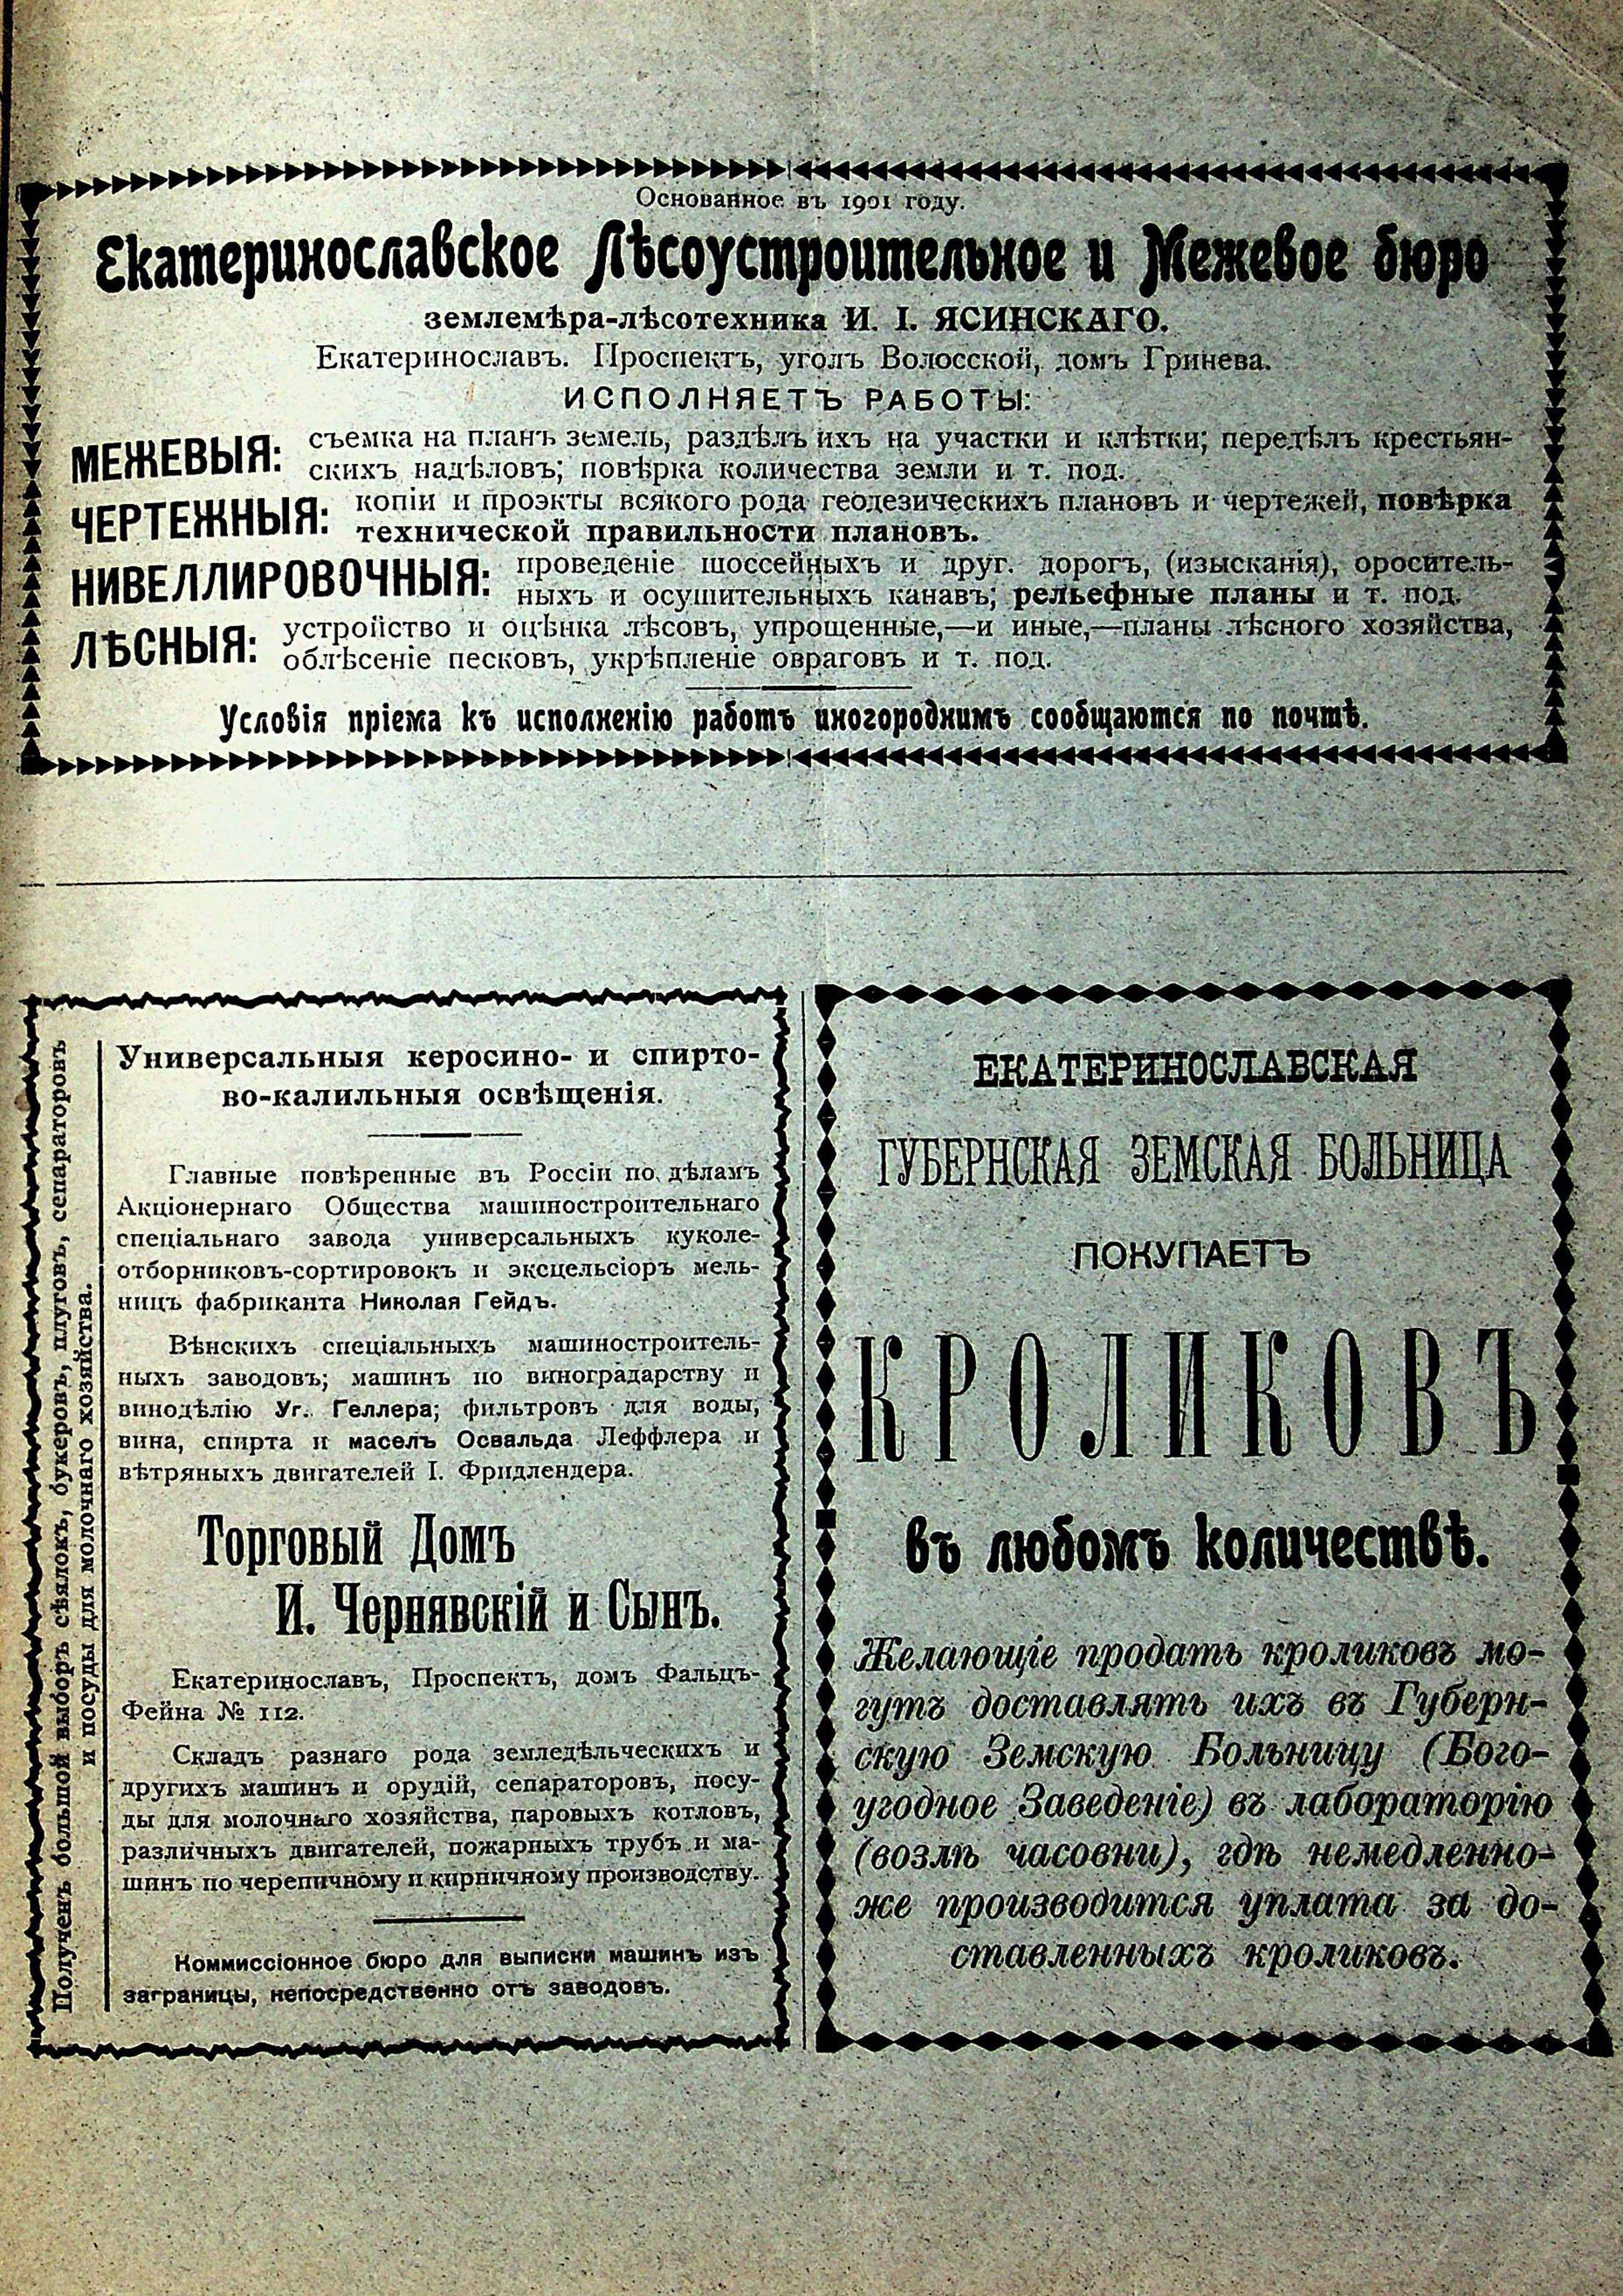 Основанное въ 1901 году.
Екатеринославское Лѣсоустроительное и Межевое бюро
землемѣра-лѣсотехника И. І. ЯСИНСКАГО.
Екатеринославъ. Проспектъ, уголъ Волосской, домъ Гринева.
ИСПОЛНЯЕТЪ РАБОТЫ:
МЕЖЕВЫЯ: съемка на планъ земель, раздѣлъ ихъ на участки и клѣтки; передѣлъ крестьян-
скихъ надѣловъ; повѣрка количества земли и т. под.
ЧЕРТЕЖНЫЯ: копіи и проэкты всякого рода геодезическихъ плановъ и чертежей, повѣрка
технической правильности плановъ.
НИВЕЛЛИРОВОЧНЫЯ: проведеніе шоссейныхъ и друг. дорогъ, (изысканія), ороситель-
ныхъ и осушительныхъ канавъ; рельефные планы и т. под.
ЛѢСНЫЯ: устройство и оцѣнка лѣсовъ, упрощенные,—и иные,—планы лѣсного хозяйства,
облѣсеніе песковъ, укрѣпленіе овраговъ и т. под.
Условія пріема къ исполненію работъ иногороднимъ сообщаются по почтѣ.
Полученъ большой выборъ сѣялокъ, букеровъ, плуговъ, сепараторовъ
и посуды для молочнаго хозяйства.
Универсальныя керосино- и спирто-
во-калильныя освѣщенія.
Главные повѣренные въ Россіи по дѣламъ
Акціонернаго Общества машиностроительнаго
спеціальнаго завода универсальныхъ куколе-
отборниковъ-сортировокъ и эксцельсіоръ мель-
ницъ фабриканта Николая Гейдъ.
Вѣнскихъ спеціальныхъ машиностроитель-
ныхъ заводовъ; машинъ по виноградарству и
винодѣлію Уг. Геллера; фильтровъ для воды,
вина, спирта и маселъ Освальда Леффлера и
вѣтряныхъ двигателей І. Фридлендера.
Торговый Домъ
И. Чернявскій и Сынъ.
Екатеринославъ, Проспектъ, домъ Фальцъ-
Фейна № 112.
Складъ разнаго рода земледѣльческихъ и
другихъ машинъ и орудій, сепараторовъ, посу-
ды для молочнаго хозяйства, паровыхъ котловъ,
различныхъ двигателей, пожарныхъ трубъ и ма-
шинъ по черепичному и кирпичному производству.
Коммиссіонное бюро для выписки машинъ изъ
заграницы, непосредственно отъ заводовъ.
ЕКАТЕРИНОСЛАВСКАЯ
ГУБЕРНСКАЯ ЗЕМСКАЯ БОЛЬНИЦА
ПОКУПАЕТЪ
КРОЛИКОВЪ
въ любомъ количествѣ.
Желающіе продать кроликовъ мо-
гутъ доставлять ихъ въ Губерн-
скую Земскую Больницу (Бого-
угодное Заведеніе) въ лабораторію
(возлѣ часовни), гдѣ немедленно-
же производится уплата за до-
ставленныхъ кроликовъ.